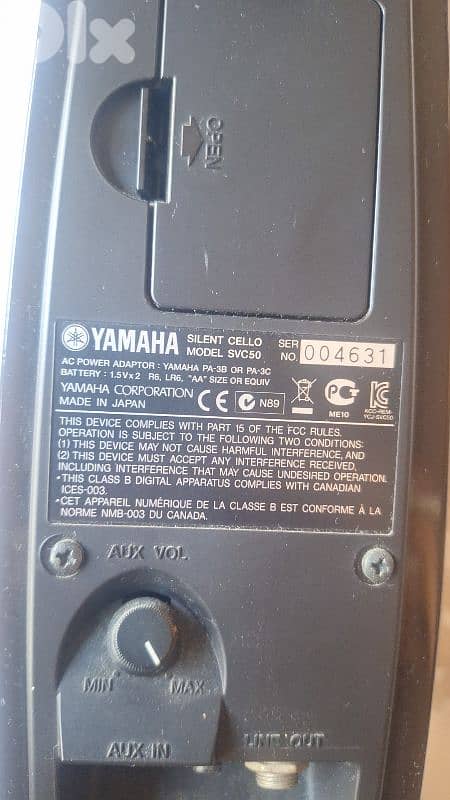 OPEN
YAMAHA SILENT CELLO MODEL SVC50 SER NO. 004631
AC POWER ADAPTOR : YAMAHA PA-3B OR PA-3C
BATTERY : 1.5V x 2 R6, LR6, "AA" SIZE OR EQUIV
YAMAHA CORPORATION
MADE IN JAPAN
CE N89 ME10 KCC-REM-YCJ-SVC50
THIS DEVICE COMPLIES WITH PART 15 OF THE FCC RULES.
OPERATION IS SUBJECT TO THE FOLLOWING TWO CONDITIONS:
(1) THIS DEVICE MAY NOT CAUSE HARMFUL INTERFERENCE, AND
(2) THIS DEVICE MUST ACCEPT ANY INTERFERENCE RECEIVED,
INCLUDING INTERFERENCE THAT MAY CAUSE UNDESIRED OPERATION.
•THIS CLASS B DIGITAL APPARATUS COMPLIES WITH CANADIAN
ICES-003.
•CET APPAREIL NUMÉRIQUE DE LA CLASSE B EST CONFORME À LA
NORME NMB-003 DU CANADA.
AUX VOL
MIN MAX
AUX IN LINE OUT